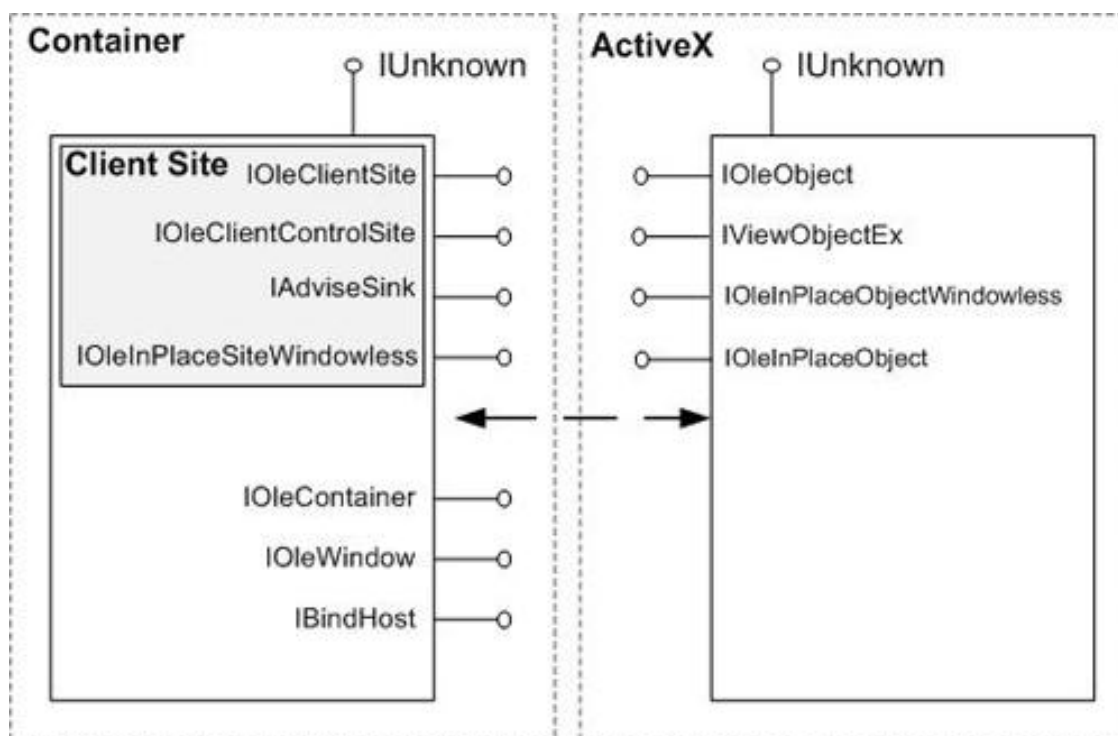 Container
IUnknown
Client Site
IOleClientSite
IOleClientControlSite
IAdviseSink
IOleInPlaceSiteWindowless
IOleContainer
IOleWindow
IBindHost
ActiveX
IUnknown
IOleObject
IViewObjectEx
IOleInPlaceObjectWindowless
IOleInPlaceObject